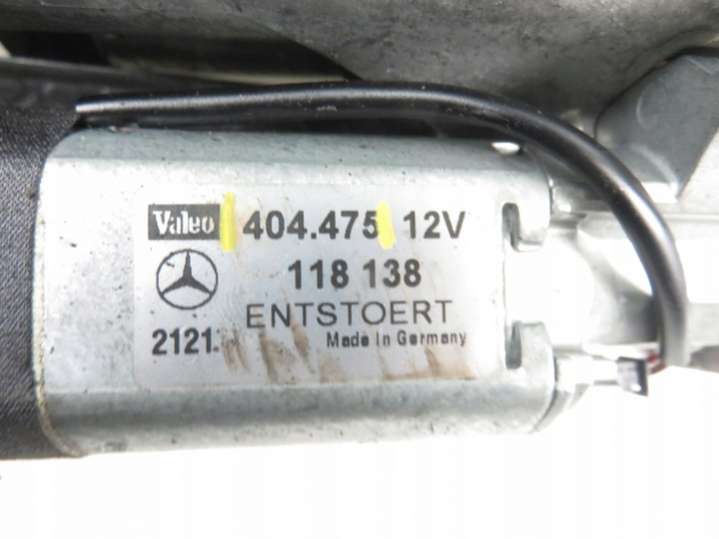 Valeo 404.475 12V
118 138
ENTSTOERT
2121. Made in Germany